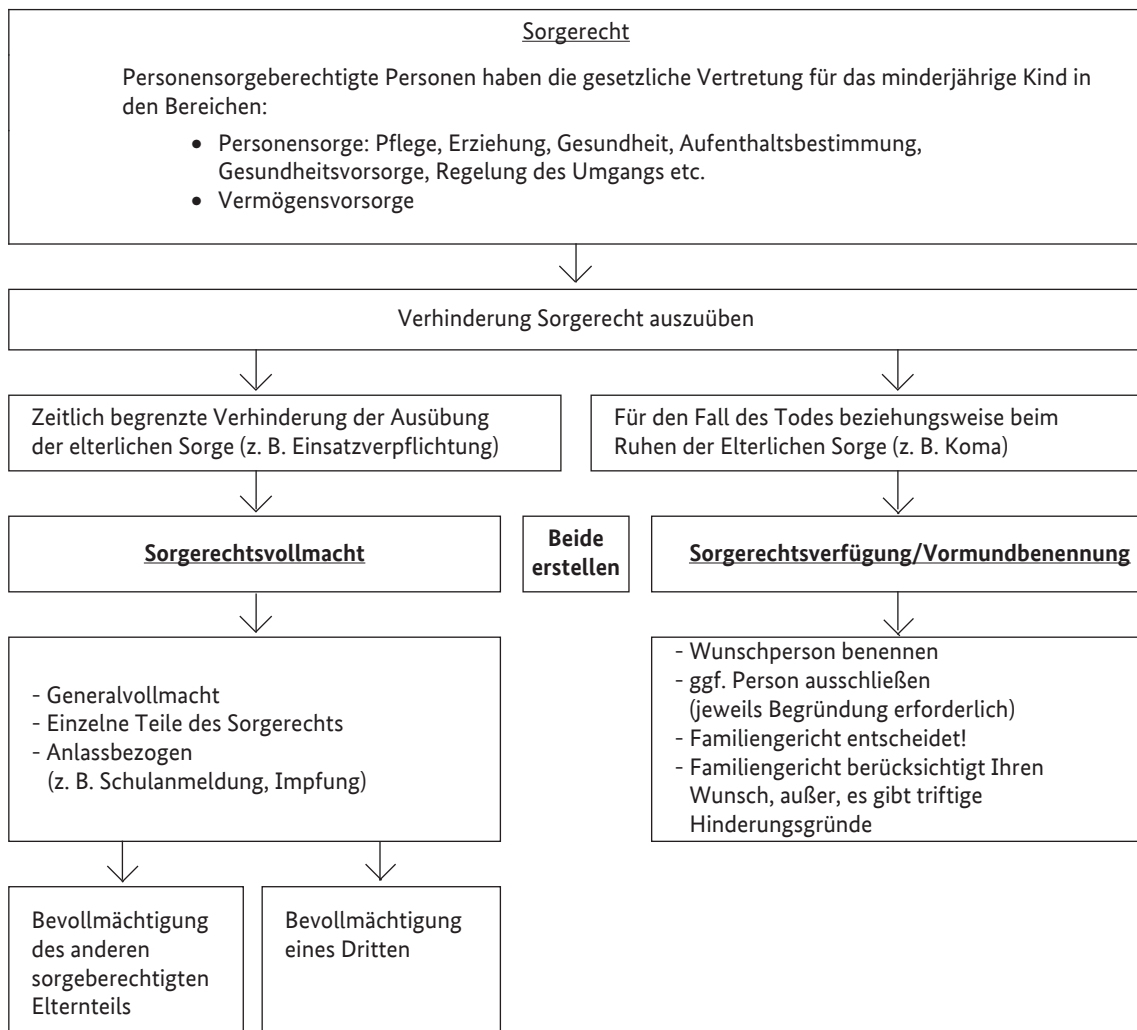 Sorgerecht
Personensorgeberechtigte Personen haben die gesetzliche Vertretung für das minderjährige Kind in
den Bereichen:
• Personensorge: Pflege, Erziehung, Gesundheit, Aufenthaltsbestimmung,
Gesundheitsvorsorge, Regelung des Umgangs etc.
• Vermögensvorsorge
Verhinderung Sorgerecht auszuüben
Zeitlich begrenzte Verhinderung der Ausübung
der elterlichen Sorge (z. B. Einsatzverpflichtung)
Für den Fall des Todes beziehungsweise beim
Ruhen der Elterlichen Sorge (z. B. Koma)
Sorgerechtsvollmacht
Beide
erstellen
Sorgerechtsverfügung/Vormundbenennung
- Generalvollmacht
- Einzelne Teile des Sorgerechts
- Anlassbezogen
(z. B. Schulanmeldung, Impfung)
- Wunschperson benennen
- ggf. Person ausschließen
(jeweils Begründung erforderlich)
- Familiengericht entscheidet!
- Familiengericht berücksichtigt Ihren
Wunsch, außer, es gibt triftige
Hinderungsgründe
Bevollmächtigung
des anderen
sorgeberechtigten
Elternteils
Bevollmächtigung
eines Dritten